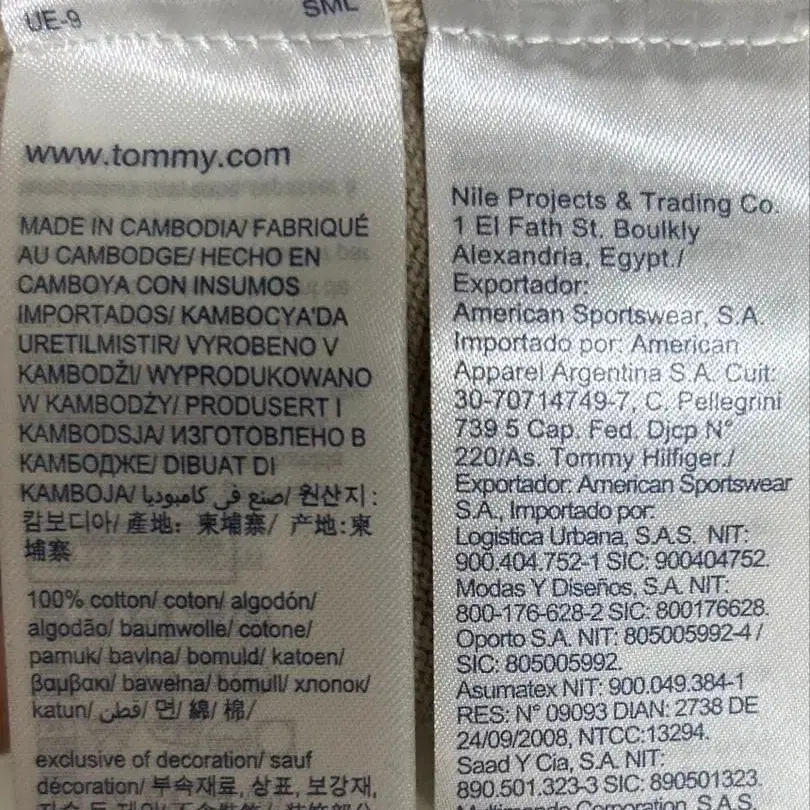 UE-9
SML
www.tommy.com
MADE IN CAMBODIA/ FABRIQUÉ
AU CAMBODGE/ HECHO EN
CAMBOYA CON INSUMOS
IMPORTADOS/ KAMBOCYA'DA
URETILMISTIR/ VYROBENO V
KAMBODŽI/ WYPRODUKOWANO
W KAMBODŻY/ PRODUSERT I
KAMBODSJA/ ИЗГОТОВЛЕНО В
КАМБОДЖЕ/ DIBUAT DI
KAMBOJA/ صنع في كامبوديا/ 원산지:
캄보디아/ 產地: 柬埔寨/ 产地:柬
埔寨
100% cotton/ coton/ algodón/
algodão/ baumwolle/ cotone/
pamuk/ bavlna/ bomuld/ katoen/
βαμβακι/ bawełna/ bomull/ хлопок/
katun/ قطن/ 면/ 綿/ 棉/
exclusive of decoration/ sauf
décoration/ 부속재료, 상표, 보강재,
Nile Projects & Trading Co.
1 El Fath St. Boulkly
Alexandria, Egypt./
Exportador:
American Sportswear, S.A.
Importado por: American
Apparel Argentina S.A. Cuit:
30-70714749-7, C. Pellegrini
739 5 Cap. Fed. Djcp N°
220/As. Tommy Hilfiger./
Exportador: American Sportswear
S.A., Importado por:
Logistica Urbana, S.A.S. NIT:
900.404.752-1 SIC: 900404752.
Modas Y Diseños, S.A. NIT:
800-176-628-2 SIC: 800176628.
Oporto S.A. NIT: 805005992-4 /
SIC: 805005992.
Asumatex NIT: 900.049.384-1
RES: N° 09093 DIAN: 2738 DE
24/09/2008, NTCC:13294.
Saad Y Cia, S.A. NIT:
890.501.323-3 SIC: 890501323.